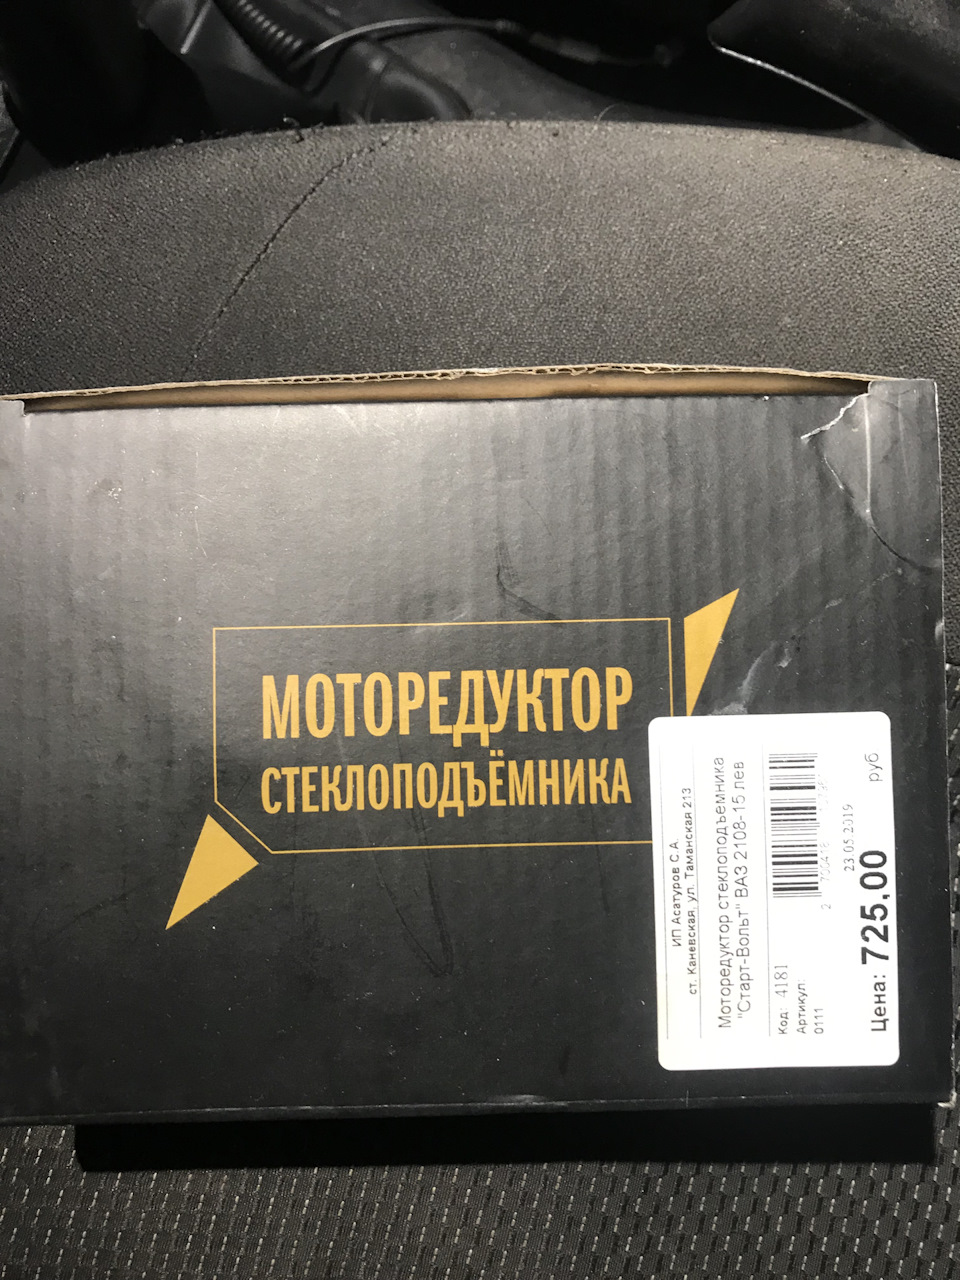 МОТОРЕДУКТОР
СТЕКЛОПОДЪЁМНИКА
ИП Асатуров С.А.
ст. Каневская, ул. Таманская 213
Моторедуктор стеклоподъемника
"Старт-Вольт" ВАЗ 2108-15 лев
Код: 4181
Артикул:
0111
23.05.2019
Цена: 725,00 руб